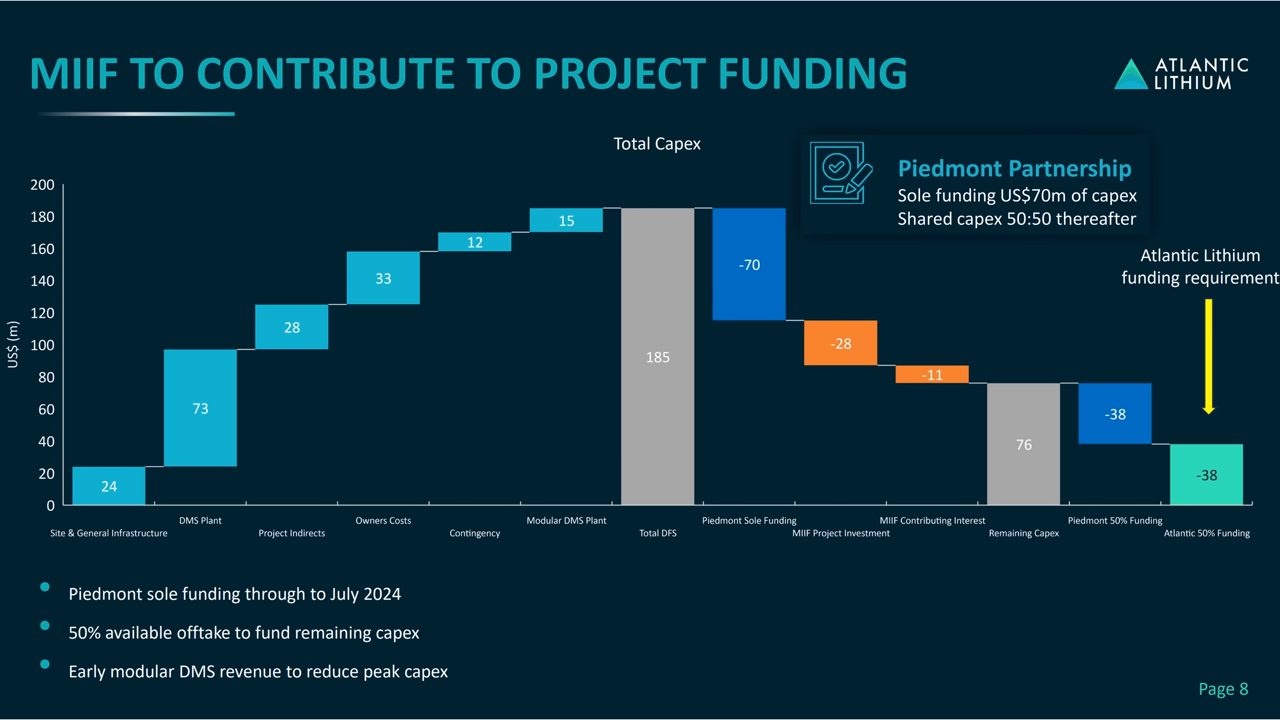 MIIF TO CONTRIBUTE TO PROJECT FUNDING
ATLANTIC
LITHIUM
Total Capex
Piedmont Partnership
Sole funding US$70m of capex
Shared capex 50:50 thereafter
Atlantic Lithium
funding requirement
US$ (m)
200
180
160
140
120
100
80
60
40
20
0
24
73
28
33
12
15
185
-70
-28
-11
76
-38
-38
Site & General Infrastructure
DMS Plant
Project Indirects
Owners Costs
Contingency
Modular DMS Plant
Total DFS
Piedmont Sole Funding
MIIF Project Investment
MIIF Contributing Interest
Remaining Capex
Piedmont 50% Funding
Atlantic 50% Funding
Piedmont sole funding through to July 2024
50% available offtake to fund remaining capex
Early modular DMS revenue to reduce peak capex
Page 8